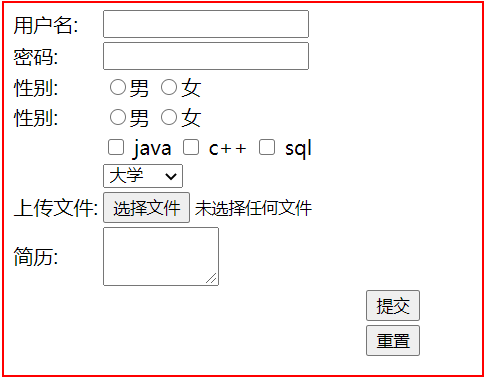 用户名:
密码:
性别: 男 女
性别: 男 女
java c++ sql
大学
上传文件: 选择文件 未选择任何文件
简历:
提交
重置